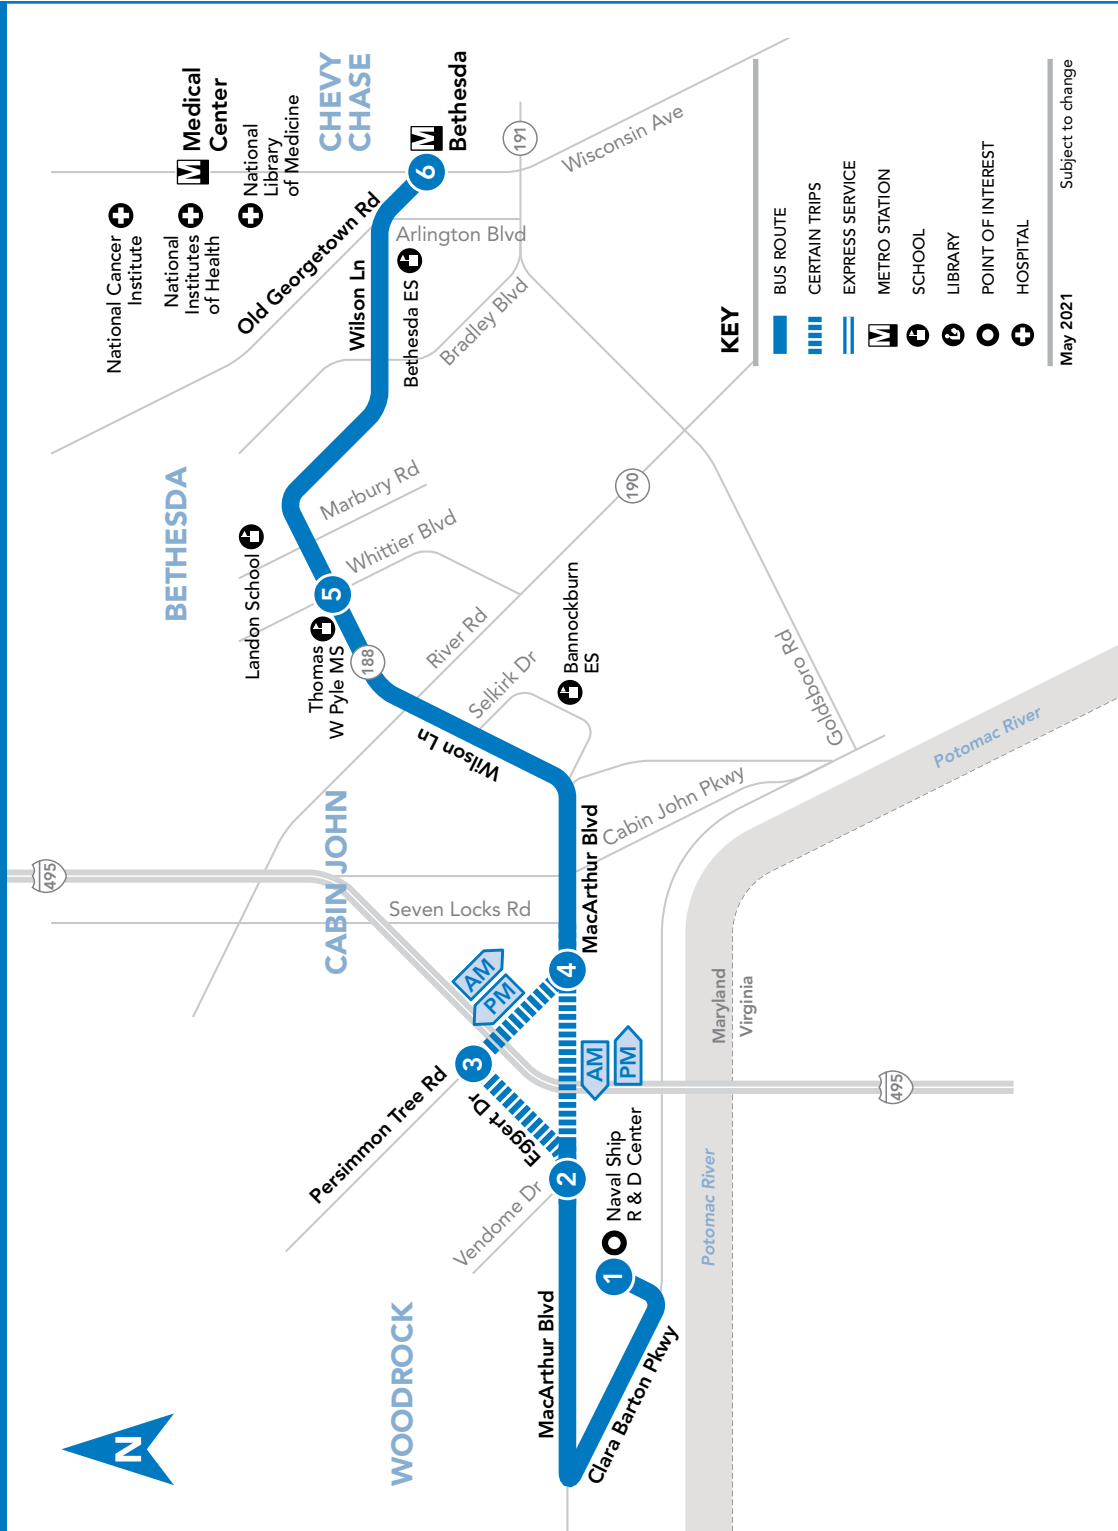 N
WOODROCK
CABIN JOHN
BETHESDA
CHEVY
CHASE
National Cancer
Institute
National
Institutes
of Health
M
Medical
Center
National
Library
of Medicine
Old Georgetown Rd
Wilson Ln
Arlington Blvd
Bethesda ES
Bradley Blvd
6
M
Bethesda
191
Wisconsin Ave
Landon School
Marbury Rd
Whittier Blvd
5
Thomas
W Pyle MS
188
River Rd
190
Selkirk Dr
Bannockburn
ES
Wilson Ln
Goldsboro Rd
Cabin John Pkwy
MacArthur Blvd
495
Seven Locks Rd
4
AM
PM
3
Persimmon Tree Rd
Eggert Dr
AM
PM
2
Vendome Dr
495
Naval Ship
R & D Center
1
MacArthur Blvd
Clara Barton Pkwy
Maryland
Virginia
Potomac River
Potomac River
KEY
BUS ROUTE
CERTAIN TRIPS
EXPRESS SERVICE
M
METRO STATION
SCHOOL
LIBRARY
POINT OF INTEREST
HOSPITAL
May 2021
Subject to change